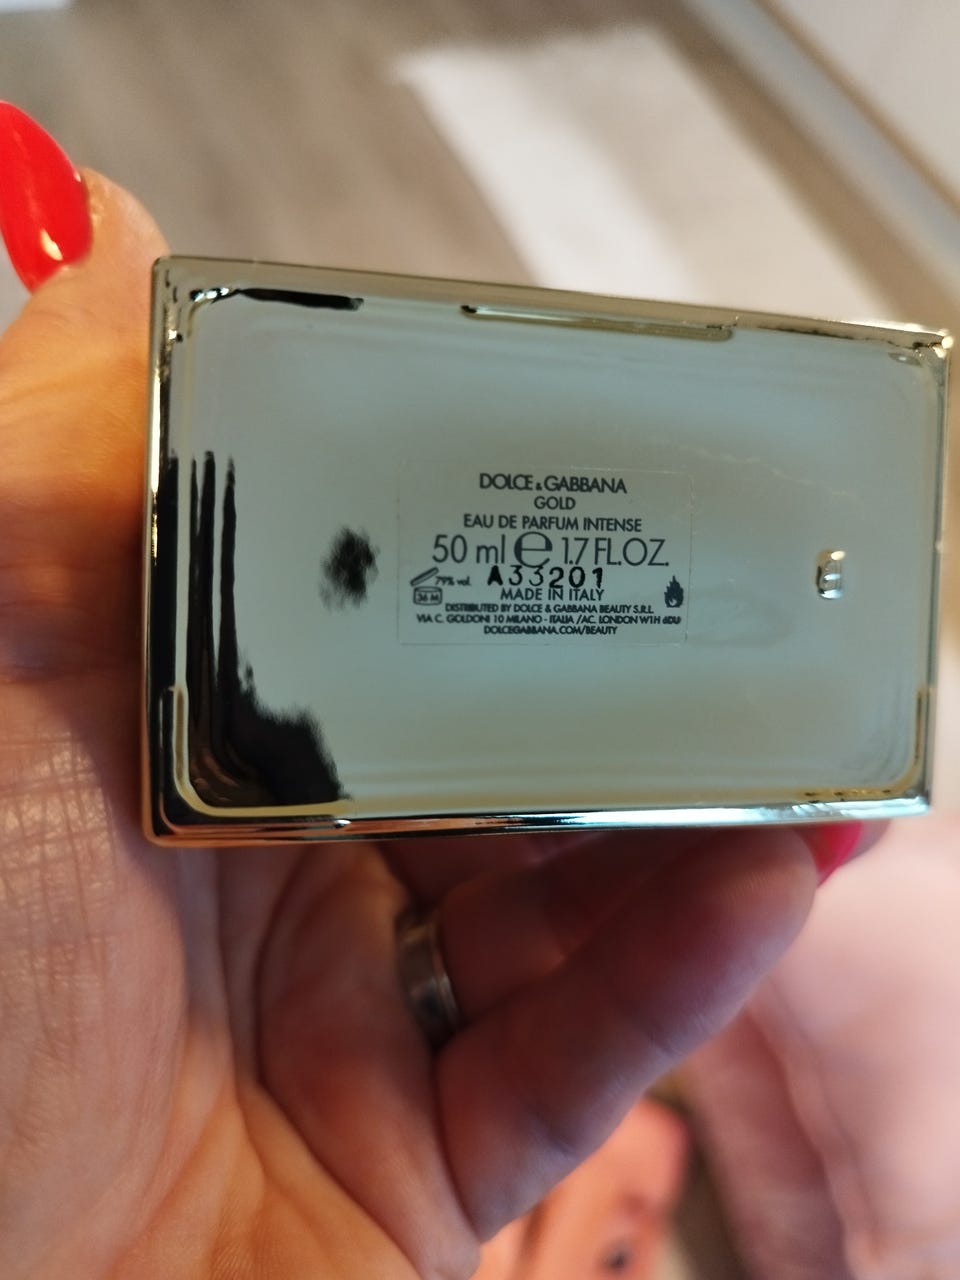 DOLCE & GABBANA
GOLD
EAU DE PARFUM INTENSE
50 ml ℮ 1.7 FL.OZ.
79% vol. A33201
36 M MADE IN ITALY
DISTRIBUTED BY DOLCE & GABBANA BEAUTY S.R.L.
VIA C. GOLDONI 10 MILANO - ITALIA /AC. LONDON W1H 6DU
DOLCEGABBANA.COM/BEAUTY